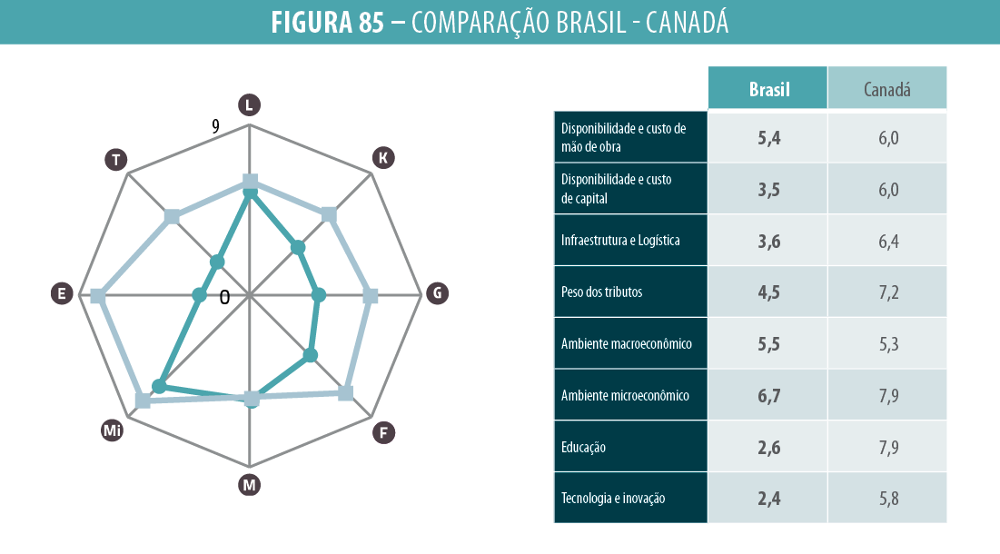 FIGURA 85 – COMPARAÇÃO BRASIL - CANADÁ
L
9
K
T
E
0
G
Mi
F
M
Brasil Canadá
Disponibilidade e custo de
mão de obra
5,4 6,0
Disponibilidade e custo
de capital
3,5 6,0
Infraestrutura e Logística 3,6 6,4
Peso dos tributos 4,5 7,2
Ambiente macroeconômico 5,5 5,3
Ambiente microeconômico 6,7 7,9
Educação 2,6 7,9
Tecnologia e inovação 2,4 5,8